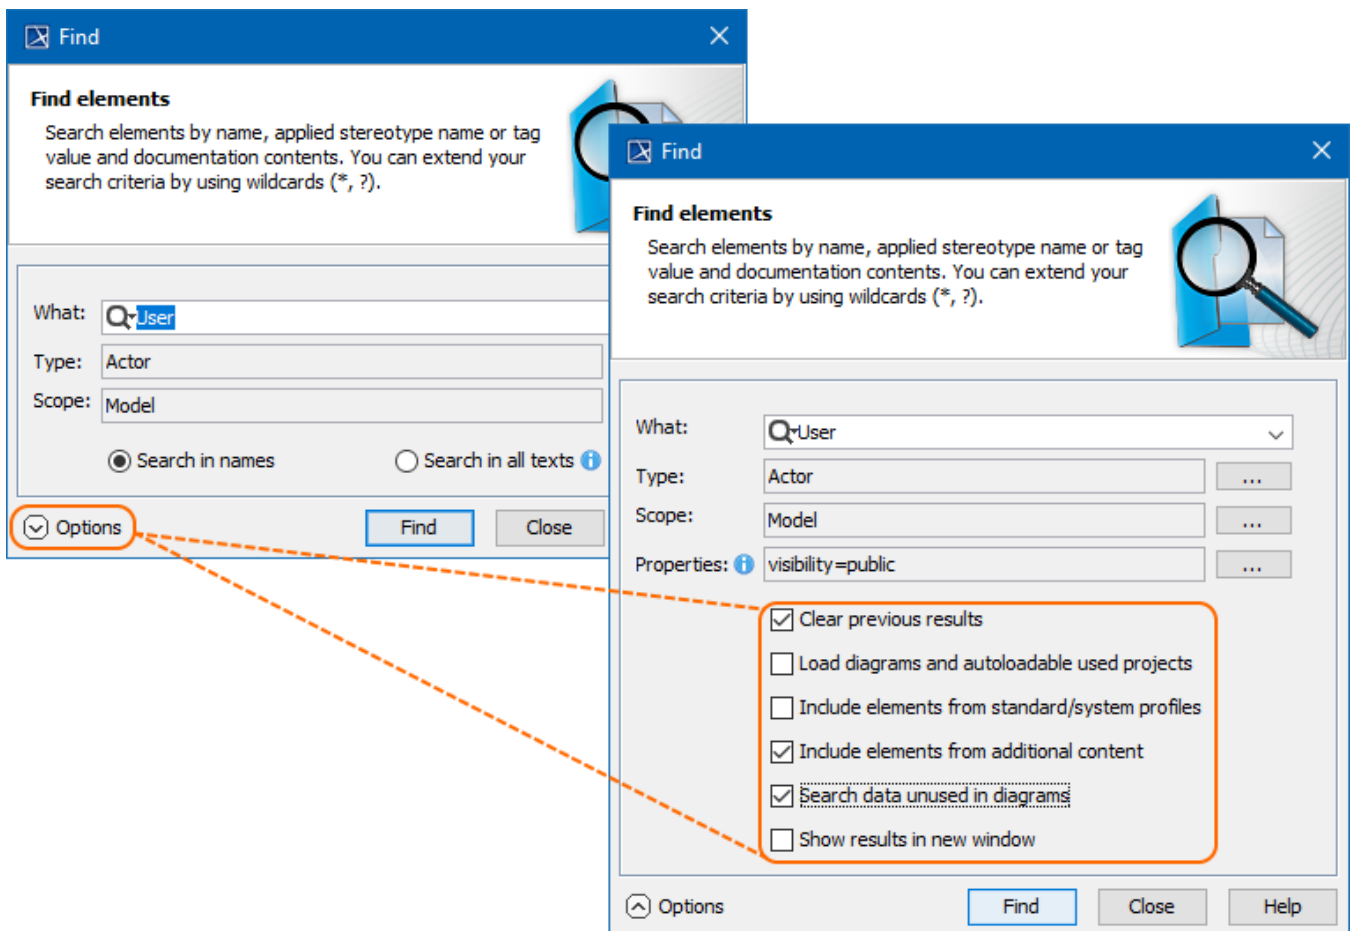 Find
Find elements
Search elements by name, applied stereotype name or tag
value and documentation contents. You can extend your
search criteria by using wildcards (*, ?).
What: User
Type: Actor
Scope: Model
Search in names Search in all texts
Options Find Close
Find
Find elements
Search elements by name, applied stereotype name or tag
value and documentation contents. You can extend your
search criteria by using wildcards (*, ?).
What: User
Type: Actor ...
Scope: Model ...
Properties: visibility=public ...
Clear previous results
Load diagrams and autoloadable used projects
Include elements from standard/system profiles
Include elements from additional content
Search data unused in diagrams
Show results in new window
Options Find Close Help